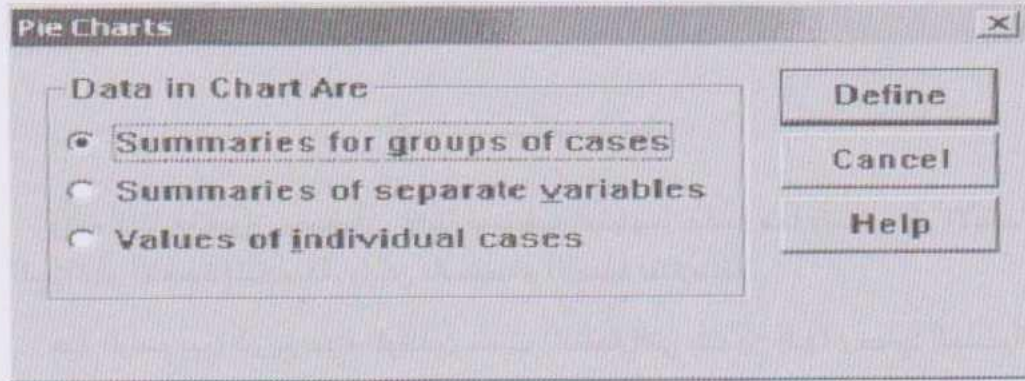 Pie Charts
Data in Chart Are
Summaries for groups of cases
Summaries of separate variables
Values of individual cases
Define
Cancel
Help